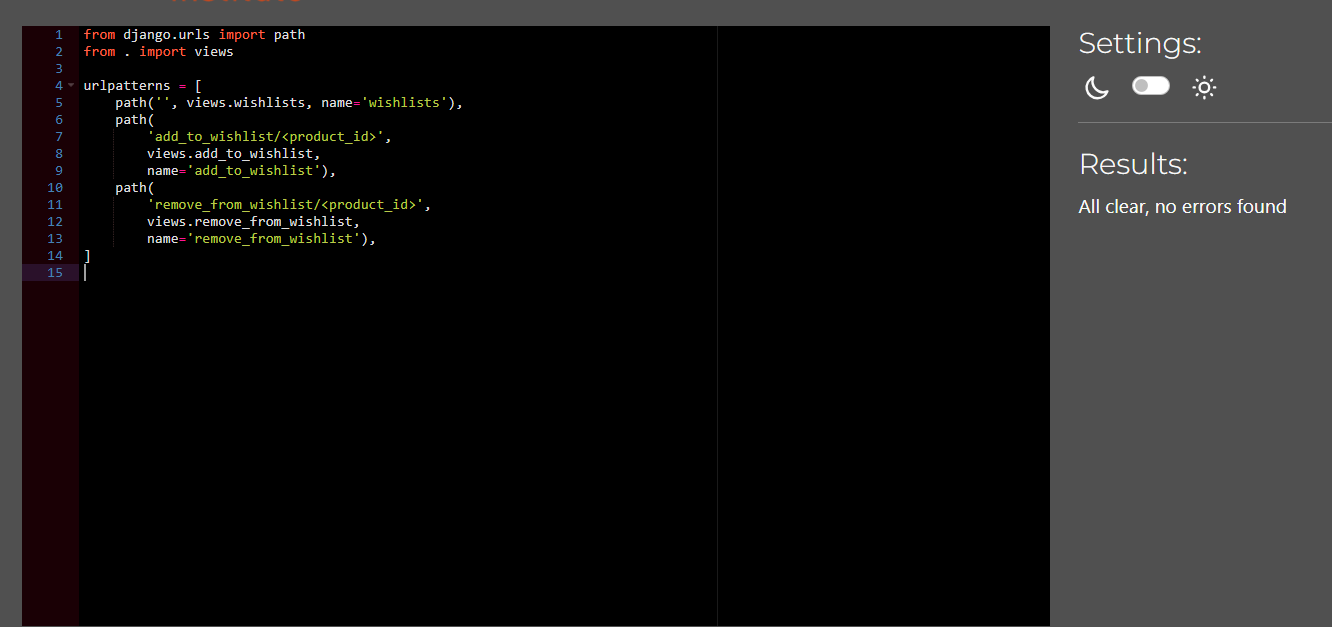 1 from django.urls import path
2 from . import views
3
4 urlpatterns = [
5     path('', views.wishlists, name='wishlists'),
6     path(
7         'add_to_wishlist/<product_id>',
8         views.add_to_wishlist,
9         name='add_to_wishlist'),
10     path(
11         'remove_from_wishlist/<product_id>',
12         views.remove_from_wishlist,
13         name='remove_from_wishlist'),
14 ]
15
Settings:
Results:
All clear, no errors found